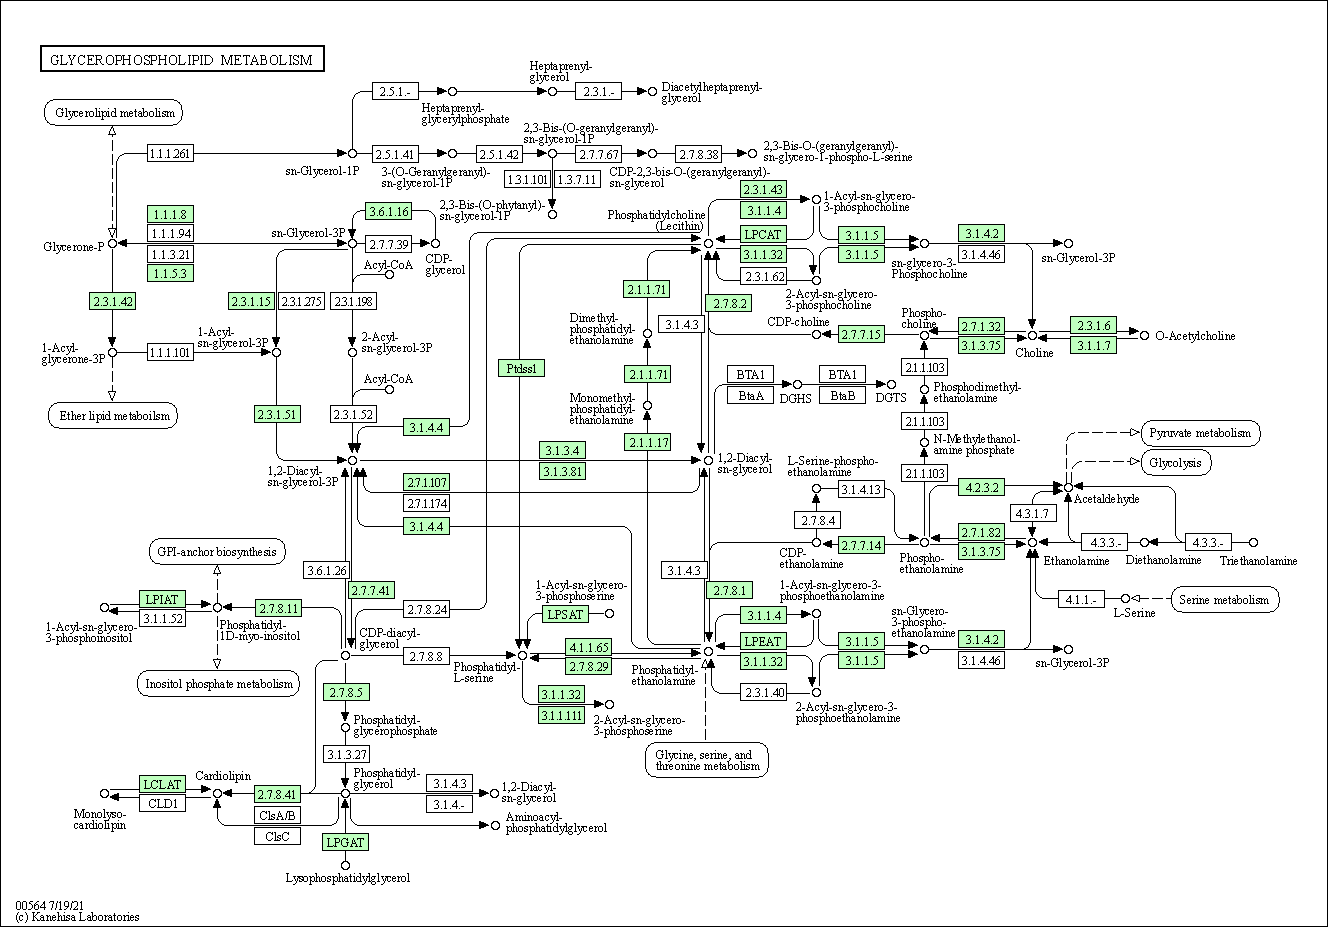 GLYCEROPHOSPHOLIPID METABOLISM
Heptaprenyl-
glycerol
2.5.1.-
2.3.1.-
Diacetylheptaprenyl-
glycerol
Heptaprenyl-
glycerylphosphate
Glycerolipid metabolism
2,3-Bis-(O-geranylgeranyl)-
sn-glycerol-1P
1.1.1.261
sn-Glycerol-1P
2.5.1.41
2.5.1.42
2.7.7.67
2.7.8.38
2,3-Bis-O-(geranylgeranyl)-
sn-glycero-1-phospho-L-serine
3-(O-Geranylgeranyl)-
sn-glycerol-1P
1.3.1.101
1.3.7.11
CDP-2,3-bis-O-(geranylgeranyl)-
sn-glycerol
2,3-Bis-(O-phytanyl)-
sn-glycerol-1P
1.1.1.8
1.1.1.94
1.1.3.21
1.1.5.3
Glycerone-P
sn-Glycerol-3P
3.6.1.16
2.7.7.39
CDP-
glycerol
Acyl-CoA
Phosphatidylcholine
(Lecithin)
2.3.1.43
3.1.1.4
LPCAT
3.1.1.32
2.3.1.62
1-Acyl-sn-glycero-
3-phosphocholine
3.1.1.5
3.1.1.5
sn-glycero-3-
Phosphocholine
3.1.4.2
3.1.4.46
sn-Glycerol-3P
2-Acyl-sn-glycero-
3-phosphocholine
2.3.1.42
2.3.1.15
2.3.1.275
2.3.1.198
2.1.1.71
2.7.8.2
3.1.4.3
Dimethyl-
phosphatidyl-
ethanolamine
CDP-choline
2.7.7.15
Phospho-
choline
2.7.1.32
3.1.3.75
Choline
2.3.1.6
3.1.1.7
O-Acetylcholine
1-Acyl-
glycerone-3P
1.1.1.101
1-Acyl-
sn-glycerol-3P
2-Acyl-
sn-glycerol-3P
Ptdss1
2.1.1.71
BTA1
BtaA
DGHS
BTA1
BtaB
DGTS
2.1.1.103
Phosphodimethyl-
ethanolamine
Acyl-CoA
Ether lipid metaboilsm
2.3.1.51
2.3.1.52
3.1.4.4
Monomethyl-
phosphatidyl-
ethanolamine
2.1.1.17
2.1.1.103
N-Methylethanol-
amine phosphate
2.1.1.103
Pyruvate metabolism
Glycolysis
1,2-Diacyl-
sn-glycerol-3P
3.1.3.4
3.1.3.81
1,2-Diacyl-
sn-glycerol
L-Serine-phospho-
ethanolamine
3.1.4.13
4.2.3.2
Acetaldehyde
2.7.1.107
2.7.1.174
3.1.4.4
2.7.8.4
4.3.1.7
GPI-anchor biosynthesis
3.6.1.26
3.1.4.3
CDP-
ethanolamine
2.7.7.14
Phospho-
ethanolamine
2.7.1.82
3.1.3.75
Ethanolamine
4.3.3.-
Diethanolamine
4.3.3.-
Triethanolamine
LPIAT
3.1.1.52
1-Acyl-sn-glycero-
3-phosphoinositol
Phosphatidyl-
1D-myo-inositol
2.7.8.11
2.7.7.41
2.7.8.24
1-Acyl-sn-glycero-
3-phosphoserine
LPSAT
2.7.8.1
1-Acyl-sn-glycero-3-
phosphoethanolamine
4.1.1.-
L-Serine
Serine metabolism
CDP-diacyl-
glycerol
2.7.8.8
Phosphatidyl-
L-serine
4.1.1.65
2.7.8.29
Phosphatidyl-
ethanolamine
3.1.1.4
LPEAT
3.1.1.32
2.3.1.40
3.1.1.5
3.1.1.5
sn-Glycero-
3-phospho-
ethanolamine
3.1.4.2
3.1.4.46
sn-Glycerol-3P
Inositol phosphate metabolism
2.7.8.5
3.1.1.32
3.1.1.111
2-Acyl-sn-glycero-
3-phosphoserine
2-Acyl-sn-glycero-3-
phosphoethanolamine
Phosphatidyl-
glycerophosphate
3.1.3.27
Glycine, serine, and
threonine metabolism
LCLAT
CLD1
Monolyso-
cardiolipin
Cardiolipin
2.7.8.41
ClsA/B
ClsC
Phosphatidyl-
glycerol
3.1.4.3
3.1.4.-
1,2-Diacyl-
sn-glycerol
Aminoacyl-
phosphatidylglycerol
LPGAT
Lysophosphatidylglycerol
00564 7/19/21
(c) Kanehisa Laboratories